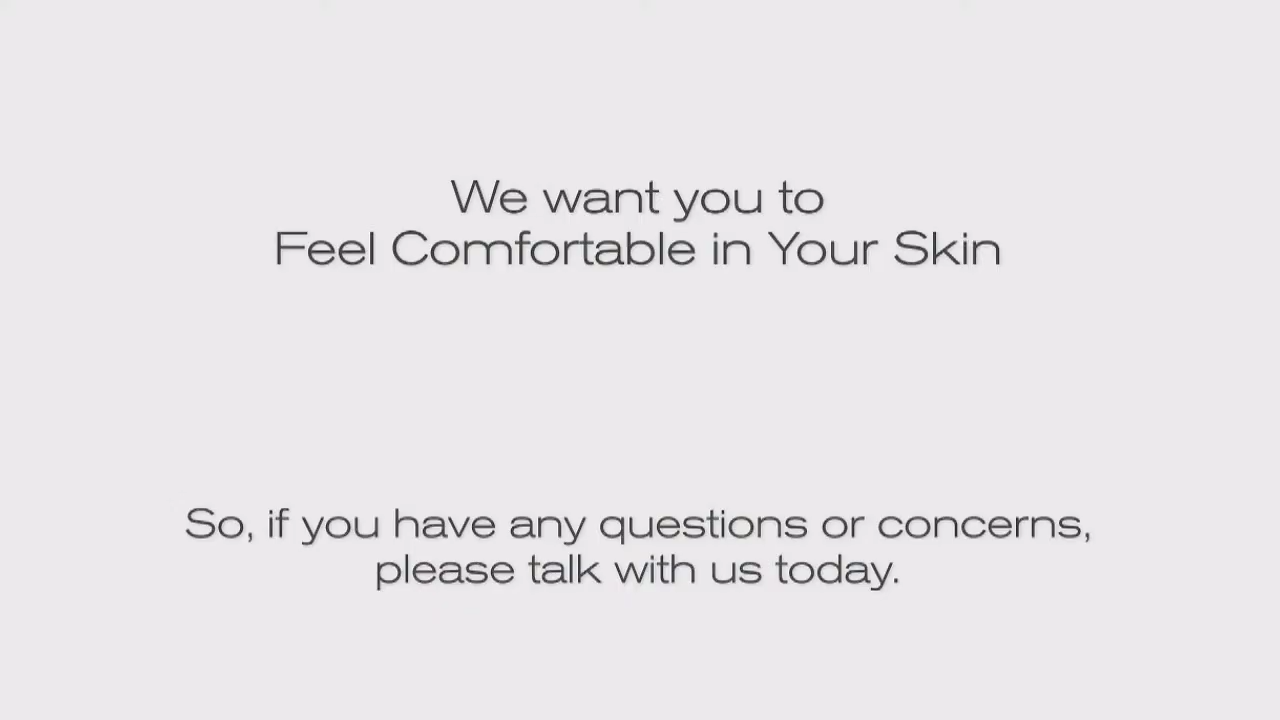 We want you to
Feel Comfortable in Your Skin
So, if you have any questions or concerns,
please talk with us today.